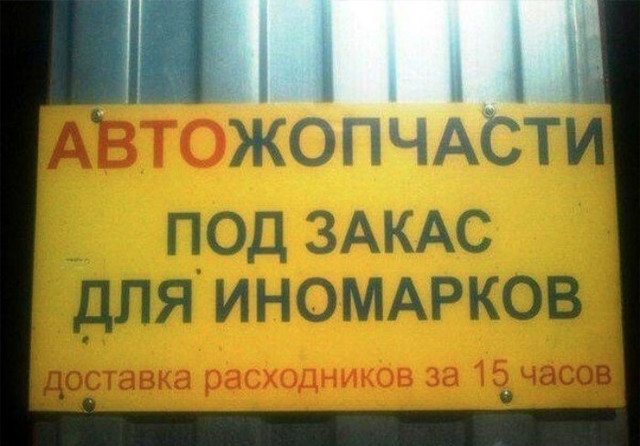 АВТОЖОПЧАСТИ
ПОД ЗАКАС
ДЛЯ ИНОМАРКОВ
доставка расходников за 15 часов